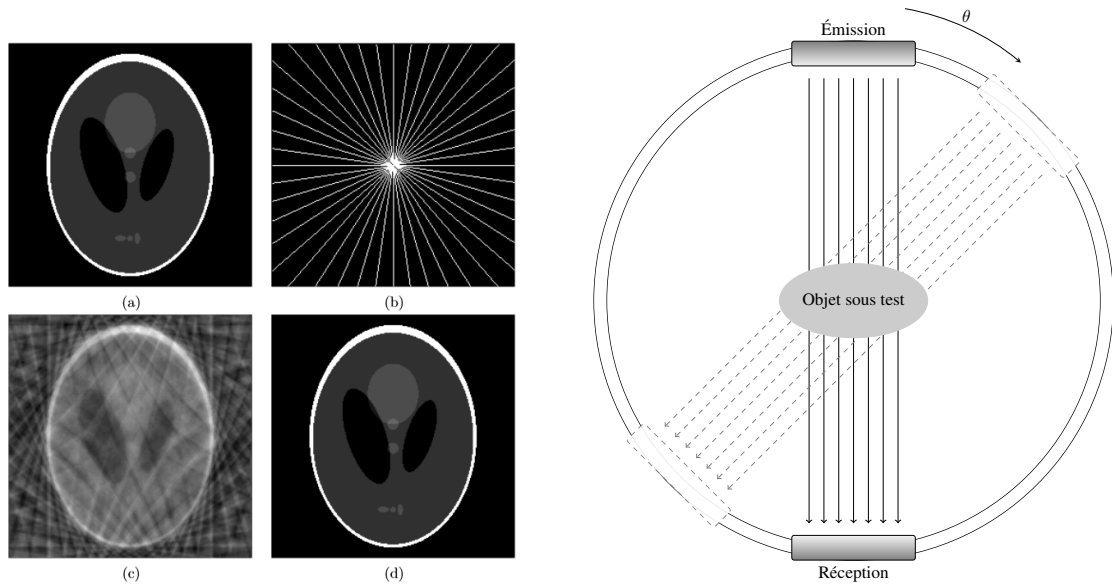 (a)
(b)
(c)
(d)
θ
Émission
Objet sous test
Réception